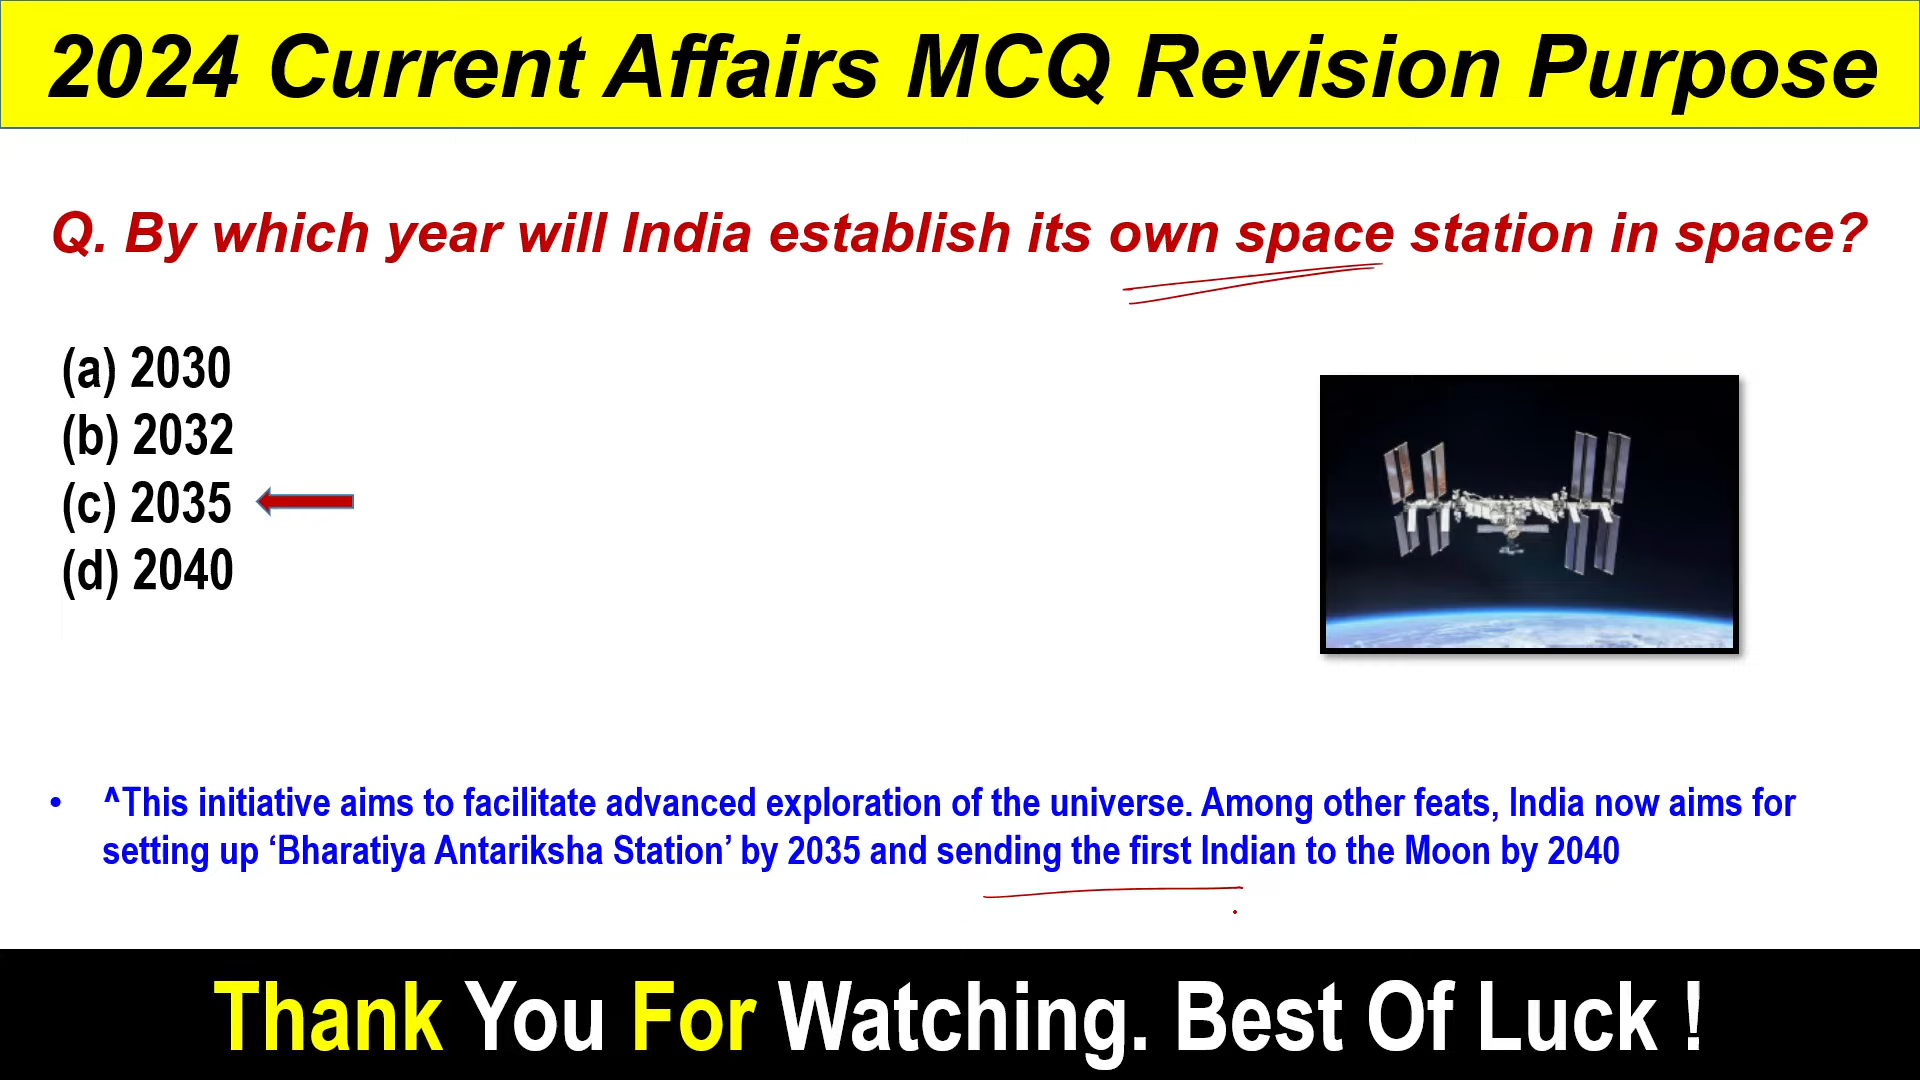 2024 Current Affairs MCQ Revision Purpose
Q. By which year will India establish its own space station in space?
(a) 2030
(b) 2032
(c) 2035
(d) 2040
• ^This initiative aims to facilitate advanced exploration of the universe. Among other feats, India now aims for
setting up ‘Bharatiya Antariksha Station’ by 2035 and sending the first Indian to the Moon by 2040
Thank You For Watching. Best Of Luck !